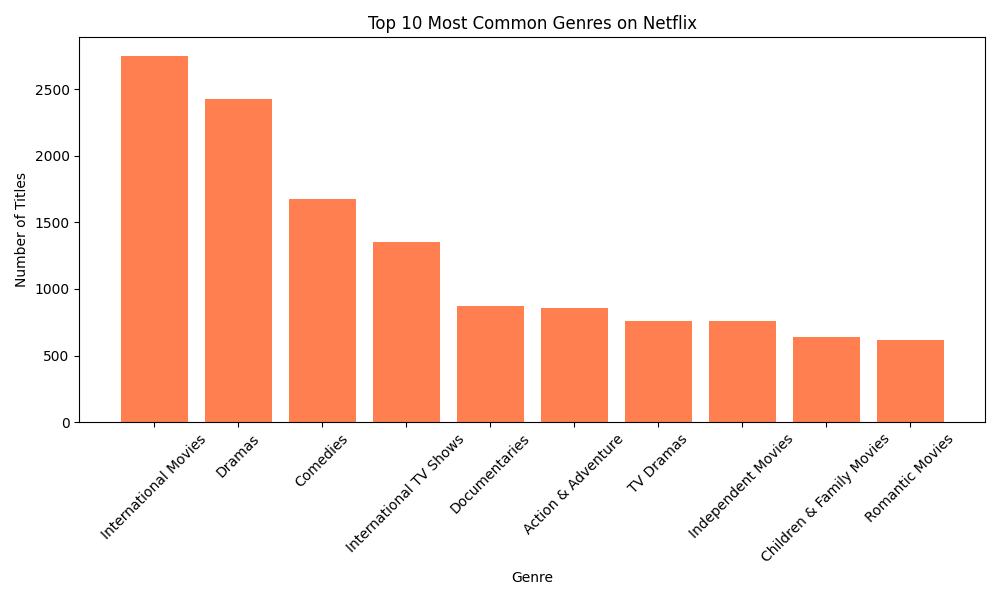 Top 10 Most Common Genres on Netflix
Number of Titles
2500
2000
1500
1000
500
0
International Movies
Dramas
Comedies
International TV Shows
Documentaries
Action & Adventure
TV Dramas
Independent Movies
Children & Family Movies
Romantic Movies
Genre